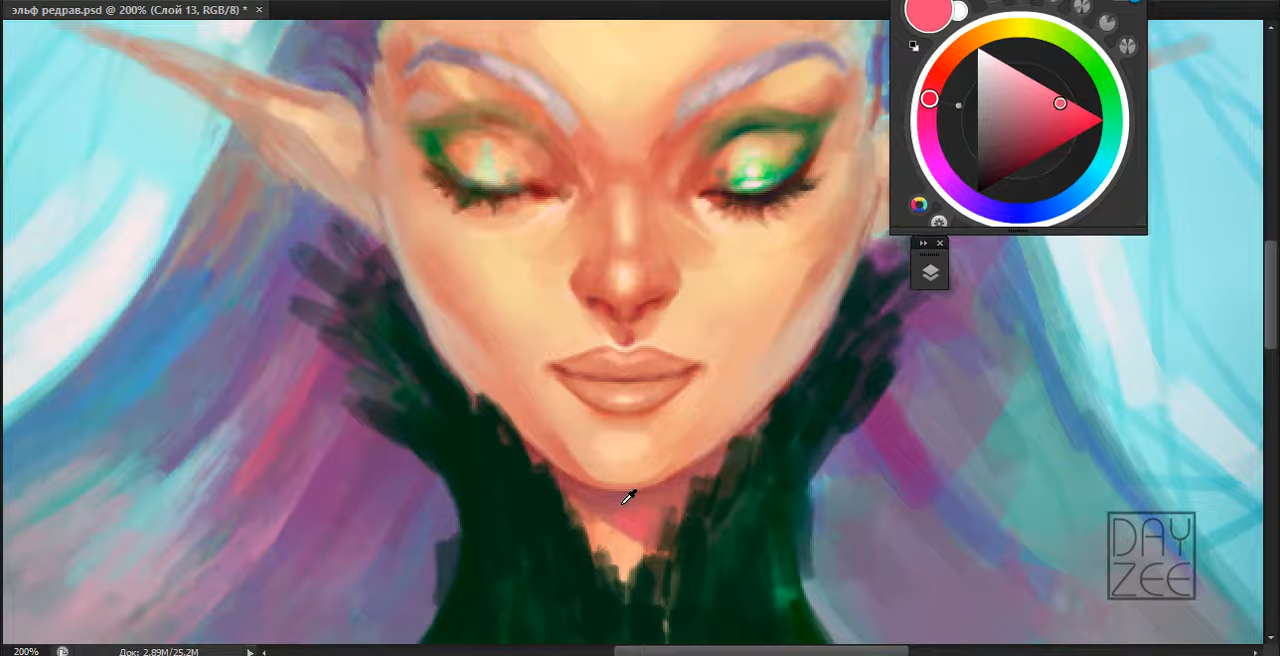 эльф редрав.psd @ 200% (Слой 13, RGB/8) *
DAY
ZEE
200%
Док: 2,89M/25,2M